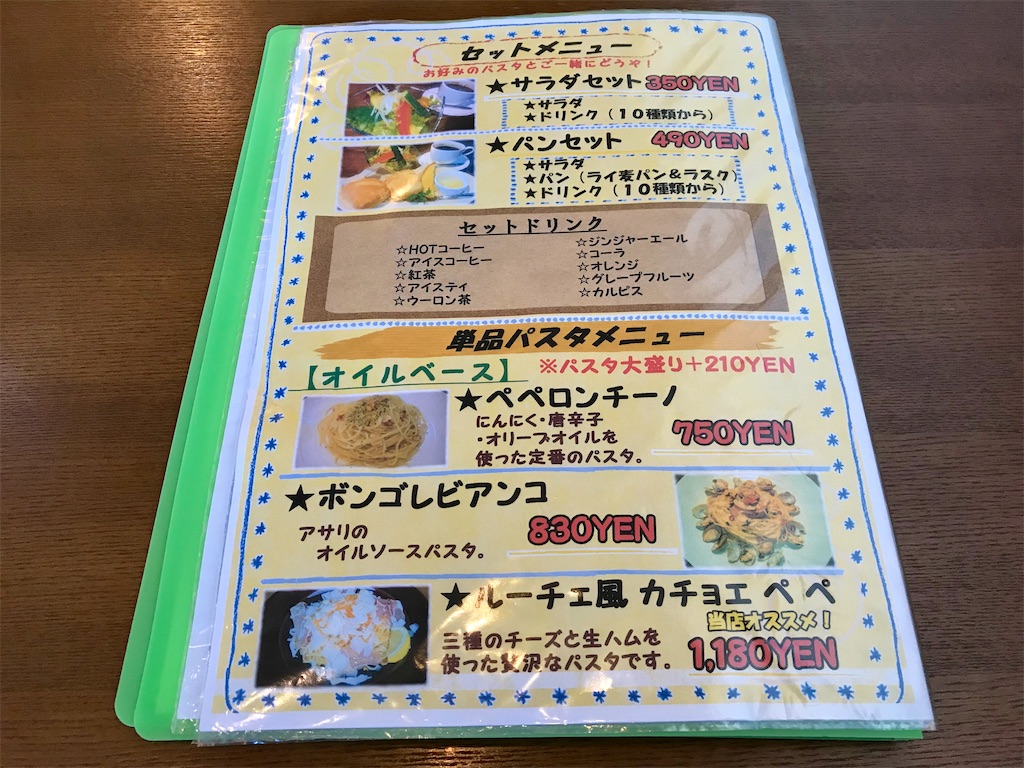 セットメニュー
お好みのパスタとご一緒にどうぞ!
★サラダセット 350YEN
★サラダ
★ドリンク(10種類から)
★パンセット 490YEN
★サラダ
★パン(ライ麦パン&ラスク)
★ドリンク(10種類から)
セットドリンク
☆HOTコーヒー
☆アイスコーヒー
☆紅茶
☆アイスティ
☆ウーロン茶
☆ジンジャーエール
☆コーラ
☆オレンジ
☆グレープフルーツ
☆カルピス
単品パスタメニュー
※パスタ大盛り+210YEN
【オイルベース】
★ペペロンチーノ
にんにく・唐辛子
・オリーブオイルを
使った定番のパスタ。
750YEN
★ボンゴレビアンコ
アサリの
オイルソースパスタ。
830YEN
★ルーチェ風 カチョエ ペペ
当店オススメ!
三種のチーズと生ハムを
使った贅沢なパスタです。
1,180YEN